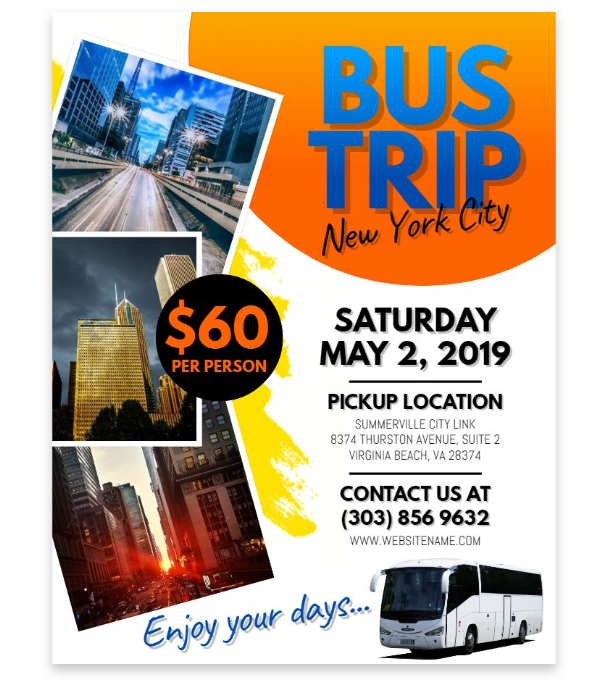 BUS
TRIP
New York City
$60
PER PERSON
SATURDAY
MAY 2, 2019
PICKUP LOCATION
SUMMERVILLE CITY LINK
8374 THURSTON AVENUE, SUITE 2
VIRGINIA BEACH, VA 28374
CONTACT US AT
(303) 856 9632
WWW.WEBSITENAME.COM
Enjoy your days...